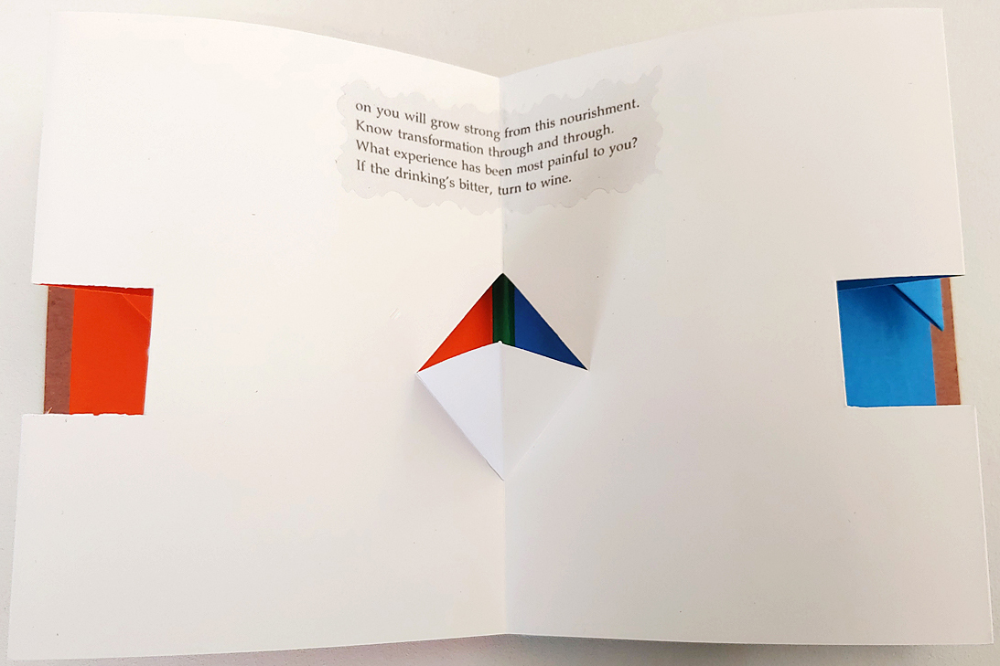 on you will grow strong from this nourishment.
Know transformation through and through.
What experience has been most painful to you?
If the drinking's bitter, turn to wine.